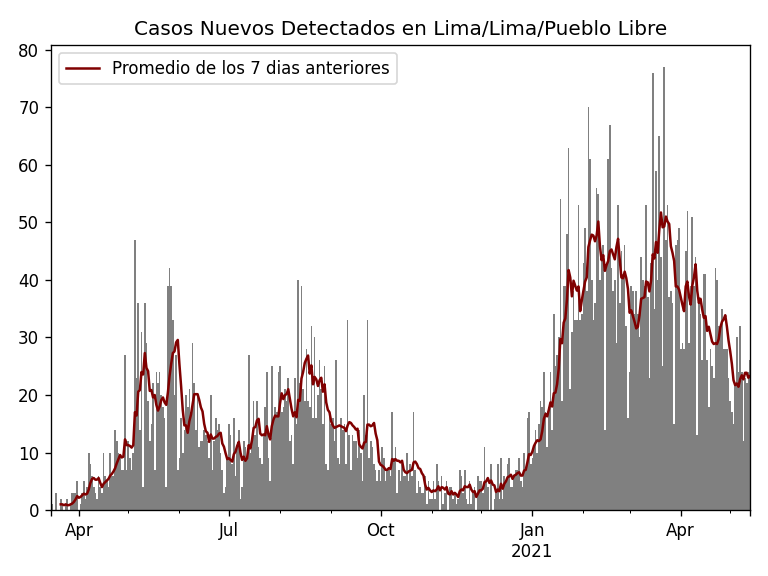 Casos Nuevos Detectados en Lima/Lima/Pueblo Libre
Promedio de los 7 dias anteriores
80
70
60
50
40
30
20
10
0
Apr
Jul
Oct
Jan
2021
Apr